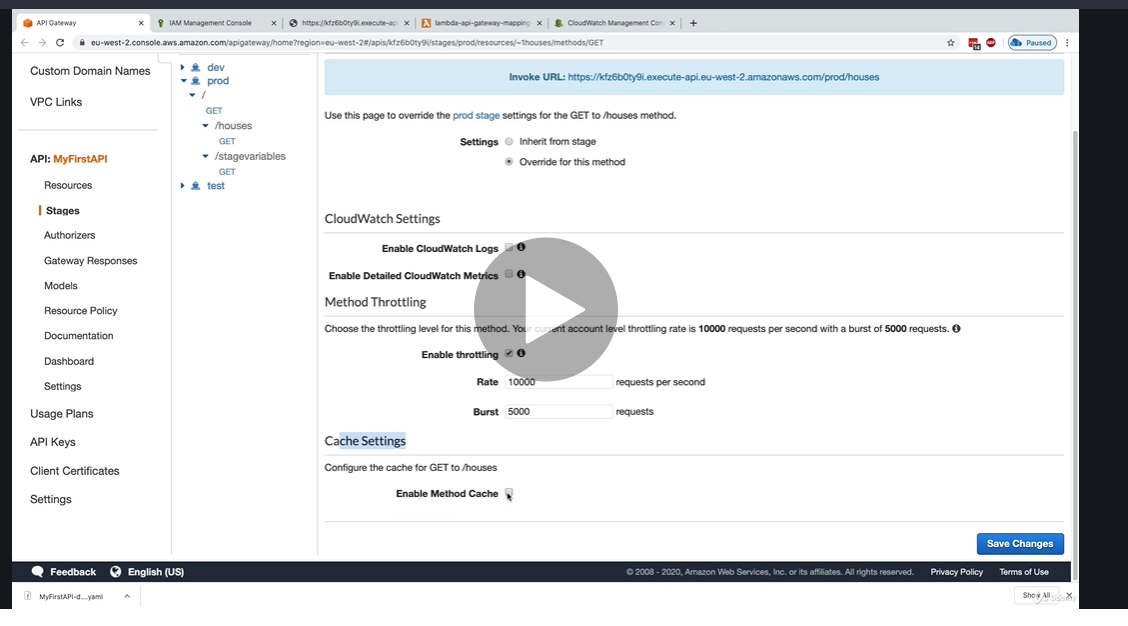 API Gateway
IAM Management Console
https://kfz6b0ty9i.execute-ap
lambda-api-gateway-mapping
CloudWatch Management Con
eu-west-2.console.aws.amazon.com/apigateway/home?region=eu-west-2#/apis/kfz6b0ty9i/stages/prod/resources/~1houses/methods/GET
Paused
Custom Domain Names
VPC Links
API: MyFirstAPI
Resources
Stages
Authorizers
Gateway Responses
Models
Resource Policy
Documentation
Dashboard
Settings
Usage Plans
API Keys
Client Certificates
Settings
dev
prod
/
GET
/houses
GET
/stagevariables
GET
test
Invoke URL: https://kfz6b0ty9i.execute-api.eu-west-2.amazonaws.com/prod/houses
Use this page to override the prod stage settings for the GET to /houses method.
Settings Inherit from stage
Override for this method
CloudWatch Settings
Enable CloudWatch Logs
Enable Detailed CloudWatch Metrics
Method Throttling
Choose the throttling level for this method. Your current account level throttling rate is 10000 requests per second with a burst of 5000 requests.
Enable throttling
Rate 10000 requests per second
Burst 5000 requests
Cache Settings
Configure the cache for GET to /houses
Enable Method Cache
Save Changes
Feedback English (US)
© 2008 - 2020, Amazon Web Services, Inc. or its affiliates. All rights reserved. Privacy Policy Terms of Use
MyFirstAPI-d....yaml
Show All
Udemy